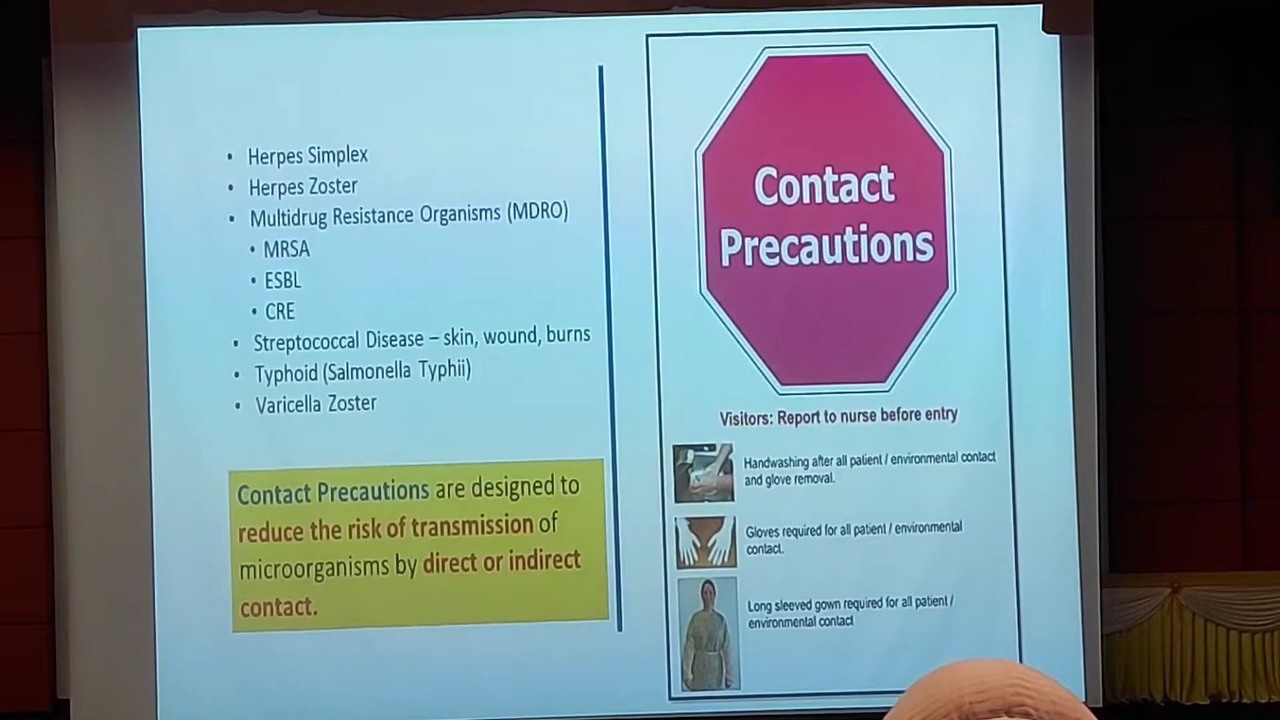 • Herpes Simplex
• Herpes Zoster
• Multidrug Resistance Organisms (MDRO)
• MRSA
• ESBL
• CRE
• Streptococcal Disease – skin, wound, burns
• Typhoid (Salmonella Typhii)
• Varicella Zoster
Contact Precautions are designed to
reduce the risk of transmission of
microorganisms by direct or indirect
contact.
Contact
Precautions
Visitors: Report to nurse before entry
Handwashing after all patient / environmental contact
and glove removal.
Gloves required for all patient / environmental
contact.
Long sleeved gown required for all patient /
environmental contact